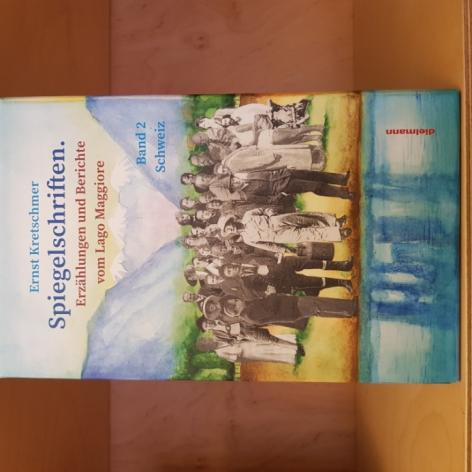 Ernst Kretschmer
Spiegelschriften.
Erzählungen und Berichte
vom Lago Maggiore
Band 2
Schweiz
dielmann